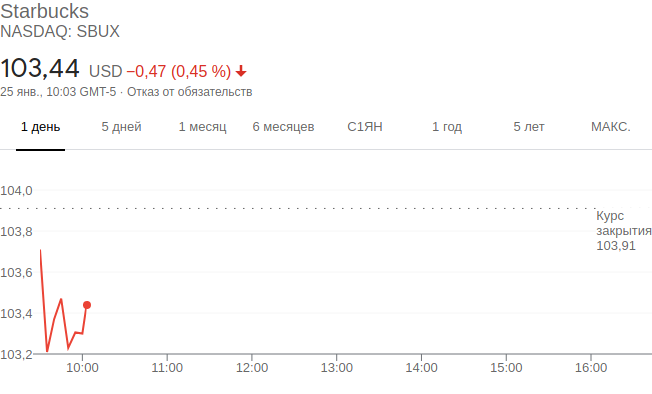 Starbucks
NASDAQ: SBUX
103,44 USD −0,47 (0,45 %)
25 янв., 10:03 GMT-5 · Отказ от обязательств
1 день 5 дней 1 месяц 6 месяцев С1ЯН 1 год 5 лет МАКС.
104,0
Курс
закрытия
103,91
103,8
103,6
103,4
103,2
10:00 11:00 12:00 13:00 14:00 15:00 16:00